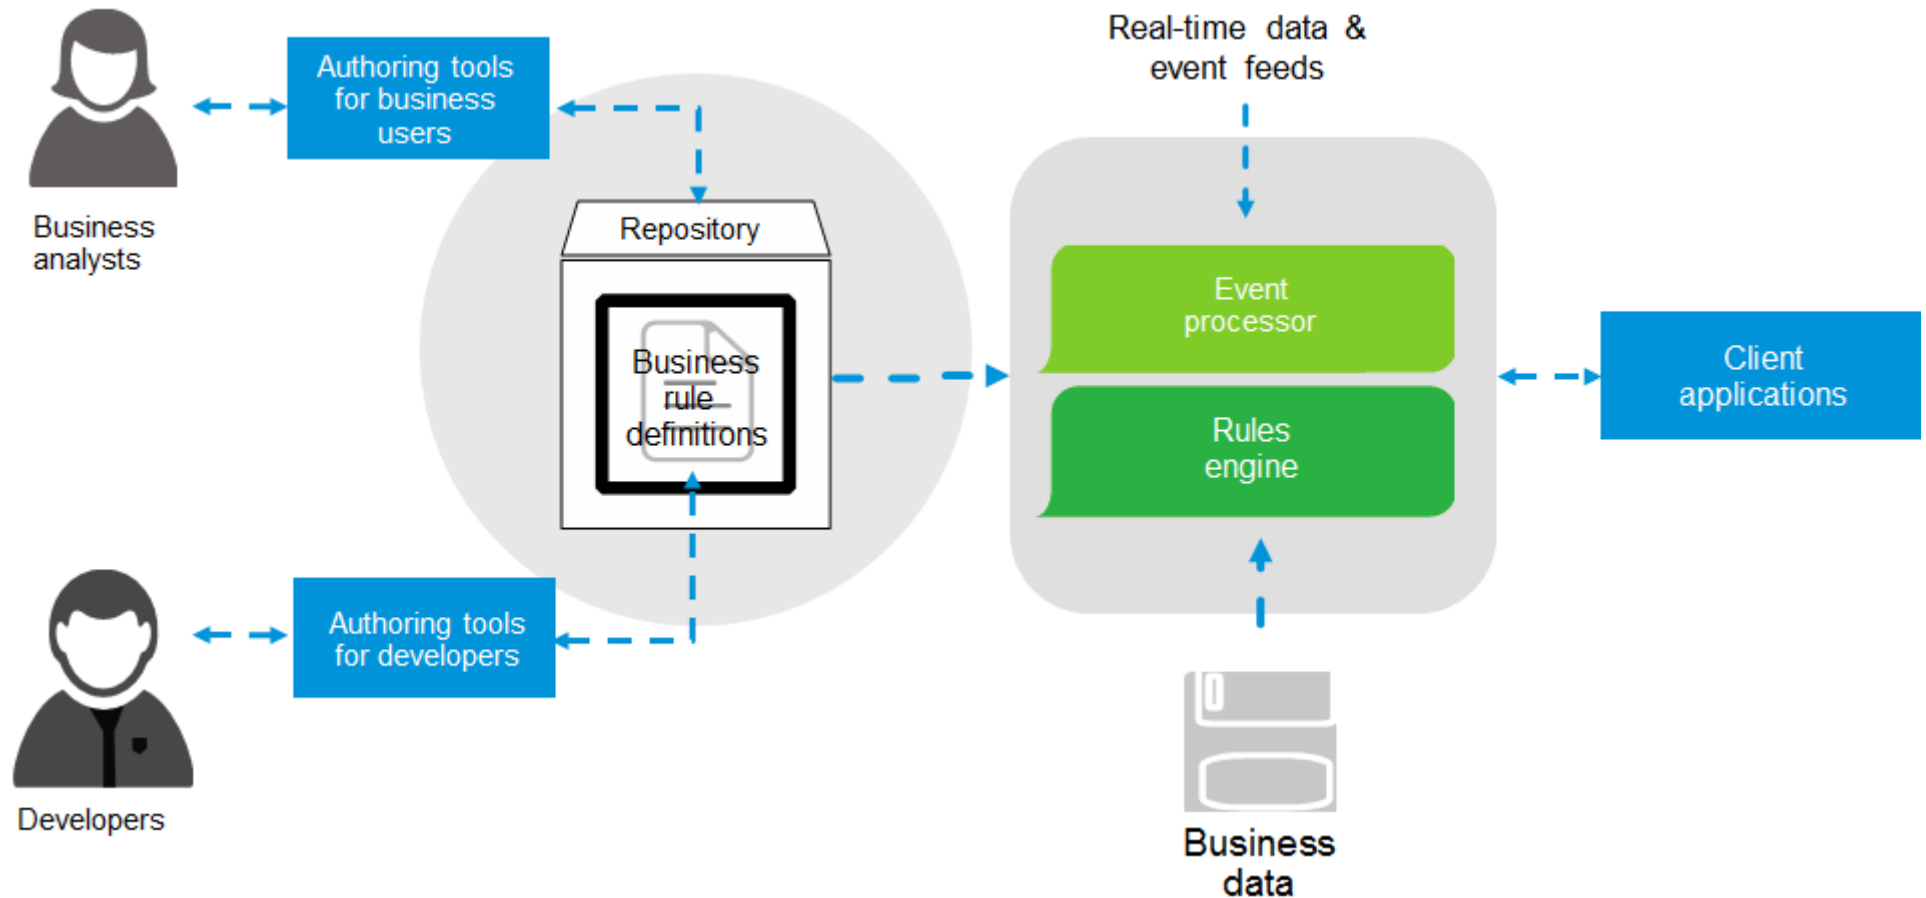 Business
analysts
Authoring tools
for business
users
Repository
Business
rule
definitions
Developers
Authoring tools
for developers
Real-time data &
event feeds
Event
processor
Rules
engine
Client
applications
Business
data